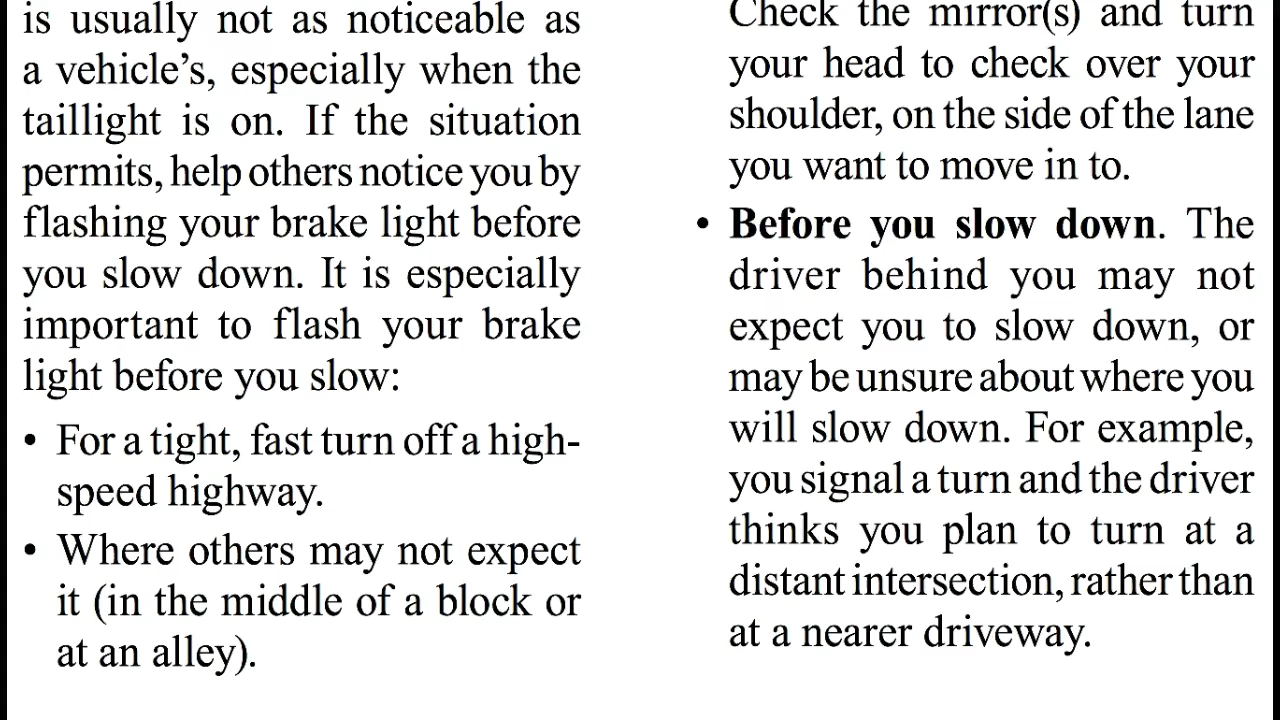 is usually not as noticeable as
a vehicle’s, especially when the
taillight is on. If the situation
permits, help others notice you by
flashing your brake light before
you slow down. It is especially
important to flash your brake
light before you slow:
• For a tight, fast turn off a high-
speed highway.
• Where others may not expect
it (in the middle of a block or
at an alley).
Check the mirror(s) and turn
your head to check over your
shoulder, on the side of the lane
you want to move in to.
• Before you slow down. The
driver behind you may not
expect you to slow down, or
may be unsure about where you
will slow down. For example,
you signal a turn and the driver
thinks you plan to turn at a
distant intersection, rather than
at a nearer driveway.